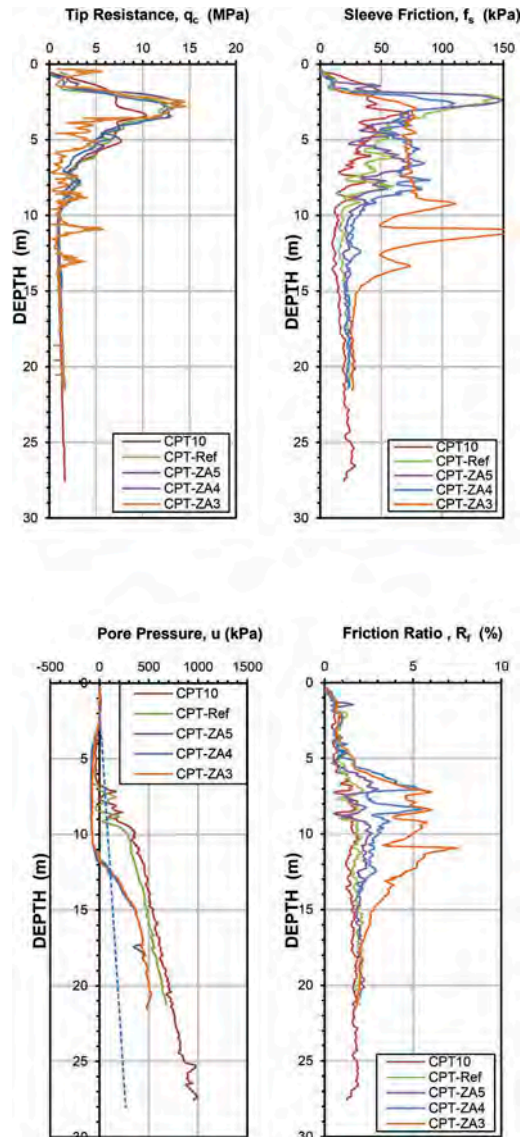 Tip Resistance, qc (MPa)
0 5 10 15 20
0
5
10
15
20
25
30
DEPTH (m)
CPT10
CPT-Ref
CPT-ZA5
CPT-ZA4
CPT-ZA3
Sleeve Friction, fs (kPa)
0 50 100 150
0
5
10
15
20
25
30
DEPTH (m)
CPT10
CPT-Ref
CPT-ZA5
CPT-ZA4
CPT-ZA3
Pore Pressure, u (kPa)
-500 0 500 1000 1500
0
5
10
15
20
25
DEPTH (m)
CPT10
CPT-Ref
CPT-ZA5
CPT-ZA4
CPT-ZA3
Friction Ratio , Rf (%)
0 5 10
0
5
10
15
20
25
DEPTH (m)
CPT10
CPT-Ref
CPT-ZA5
CPT-ZA4
CPT-ZA3